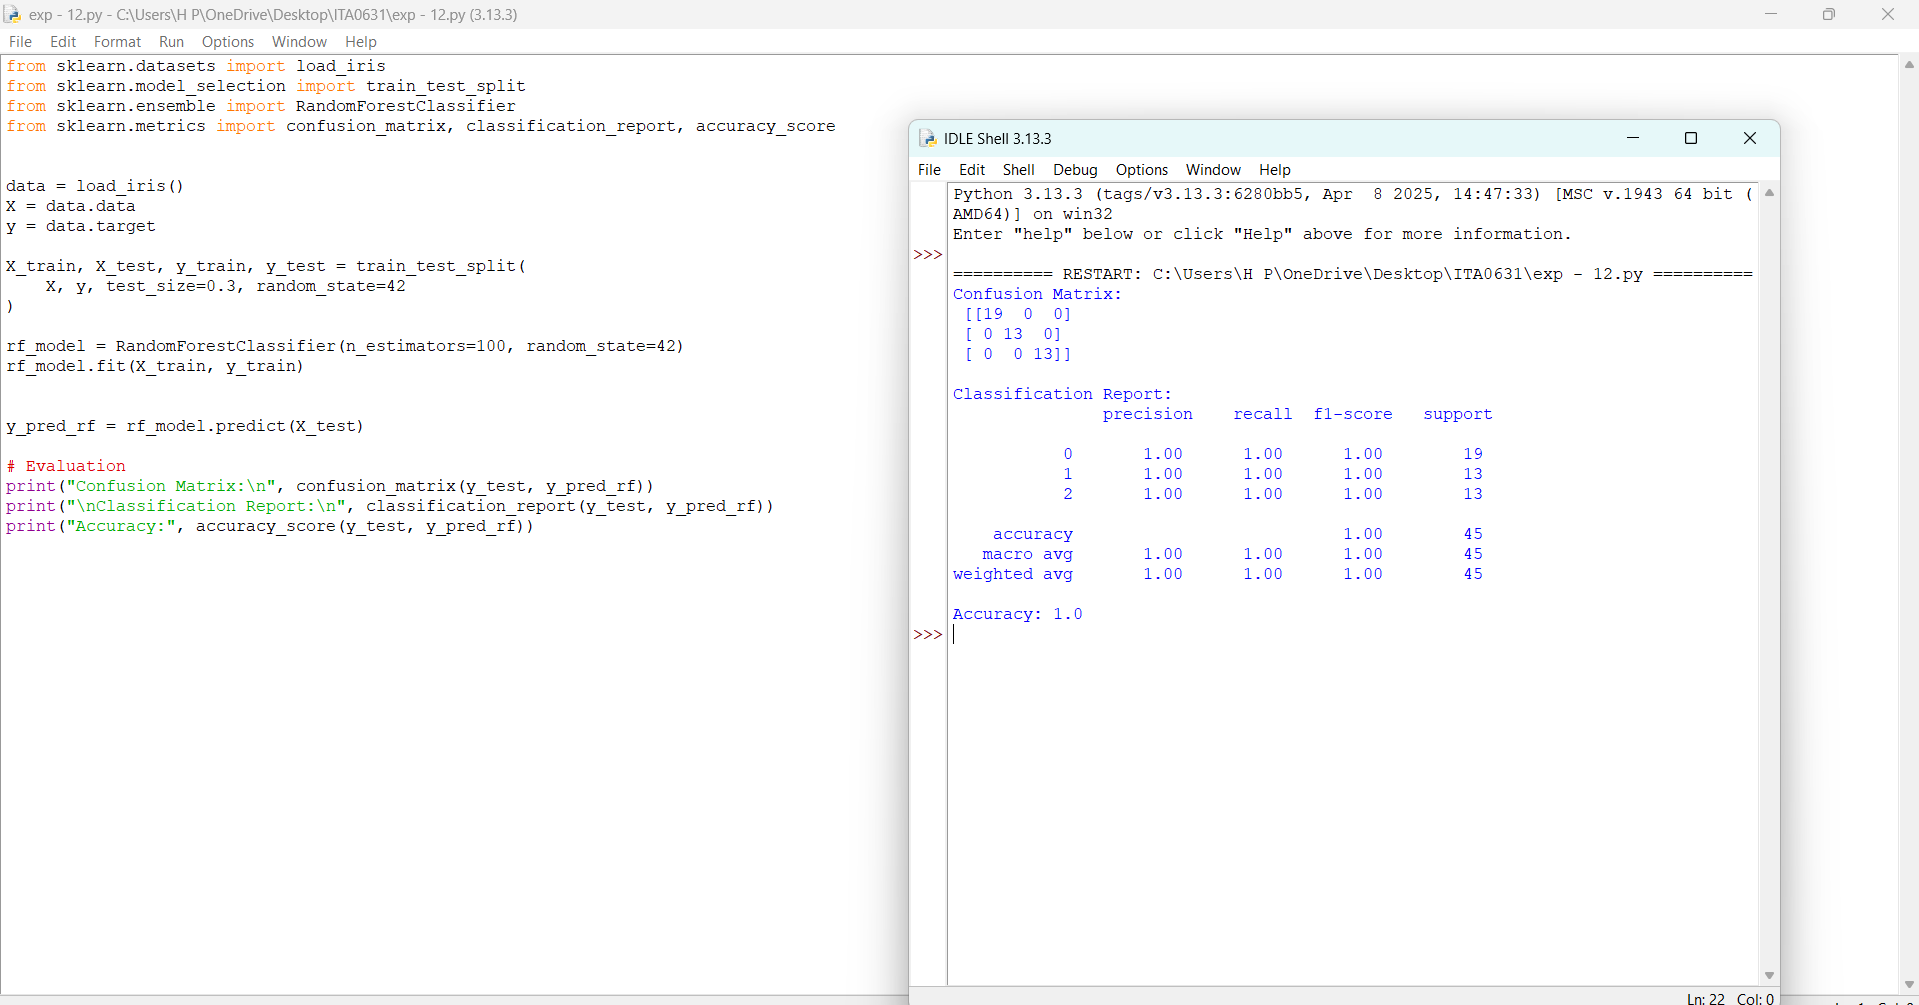 exp - 12.py - C:\Users\H P\OneDrive\Desktop\ITA0631\exp - 12.py (3.13.3)
File Edit Format Run Options Window Help
from sklearn.datasets import load_iris
from sklearn.model_selection import train_test_split
from sklearn.ensemble import RandomForestClassifier
from sklearn.metrics import confusion_matrix, classification_report, accuracy_score
data = load_iris()
X = data.data
y = data.target
X_train, X_test, y_train, y_test = train_test_split(
    X, y, test_size=0.3, random_state=42
)
rf_model = RandomForestClassifier(n_estimators=100, random_state=42)
rf_model.fit(X_train, y_train)
y_pred_rf = rf_model.predict(X_test)
# Evaluation
print("Confusion Matrix:\n", confusion_matrix(y_test, y_pred_rf))
print("\nClassification Report:\n", classification_report(y_test, y_pred_rf))
print("Accuracy:", accuracy_score(y_test, y_pred_rf))
IDLE Shell 3.13.3
File Edit Shell Debug Options Window Help
Python 3.13.3 (tags/v3.13.3:6280bb5, Apr  8 2025, 14:47:33) [MSC v.1943 64 bit (
AMD64)] on win32
Enter "help" below or click "Help" above for more information.
>>>
========== RESTART: C:\Users\H P\OneDrive\Desktop\ITA0631\exp - 12.py ==========
Confusion Matrix:
 [[19  0  0]
 [ 0 13  0]
 [ 0  0 13]]
Classification Report:
               precision    recall  f1-score   support
           0       1.00      1.00      1.00        19
           1       1.00      1.00      1.00        13
           2       1.00      1.00      1.00        13
    accuracy                           1.00        45
   macro avg       1.00      1.00      1.00        45
weighted avg       1.00      1.00      1.00        45
Accuracy: 1.0
>>>
Ln: 22 Col: 0